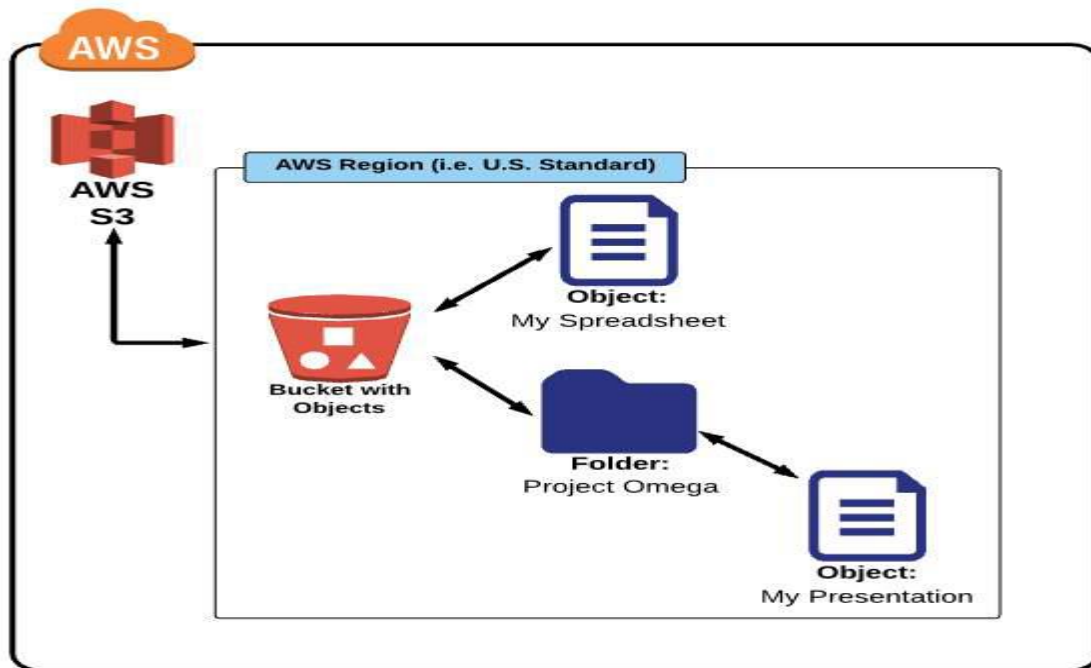 AWS
AWS
S3
AWS Region (i.e. U.S. Standard)
Object:
My Spreadsheet
Bucket with
Objects
Folder:
Project Omega
Object:
My Presentation